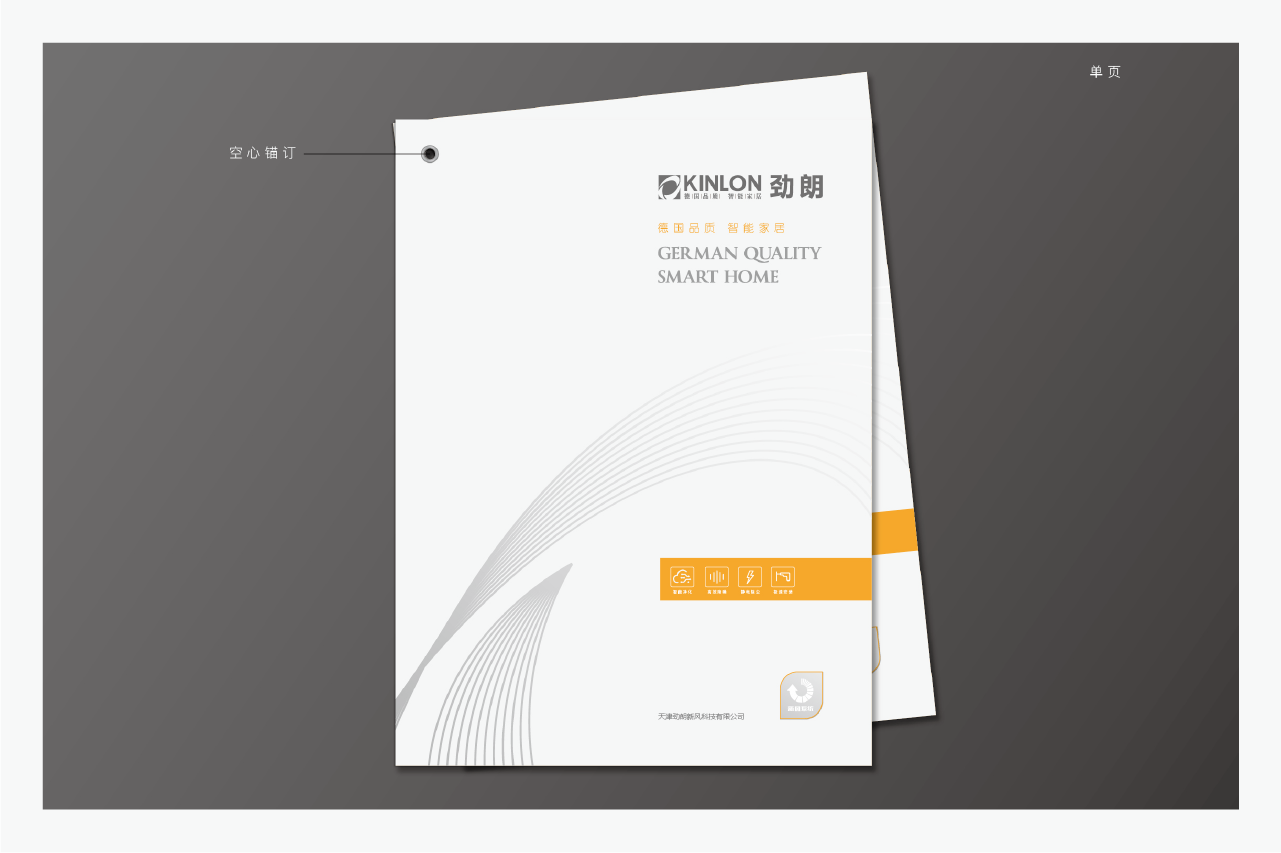 单页
空心锚订
KINLON 劲朗
德国品质 智能家居
德国品质 智能家居
GERMAN QUALITY
SMART HOME
天津劲朗新风科技有限公司